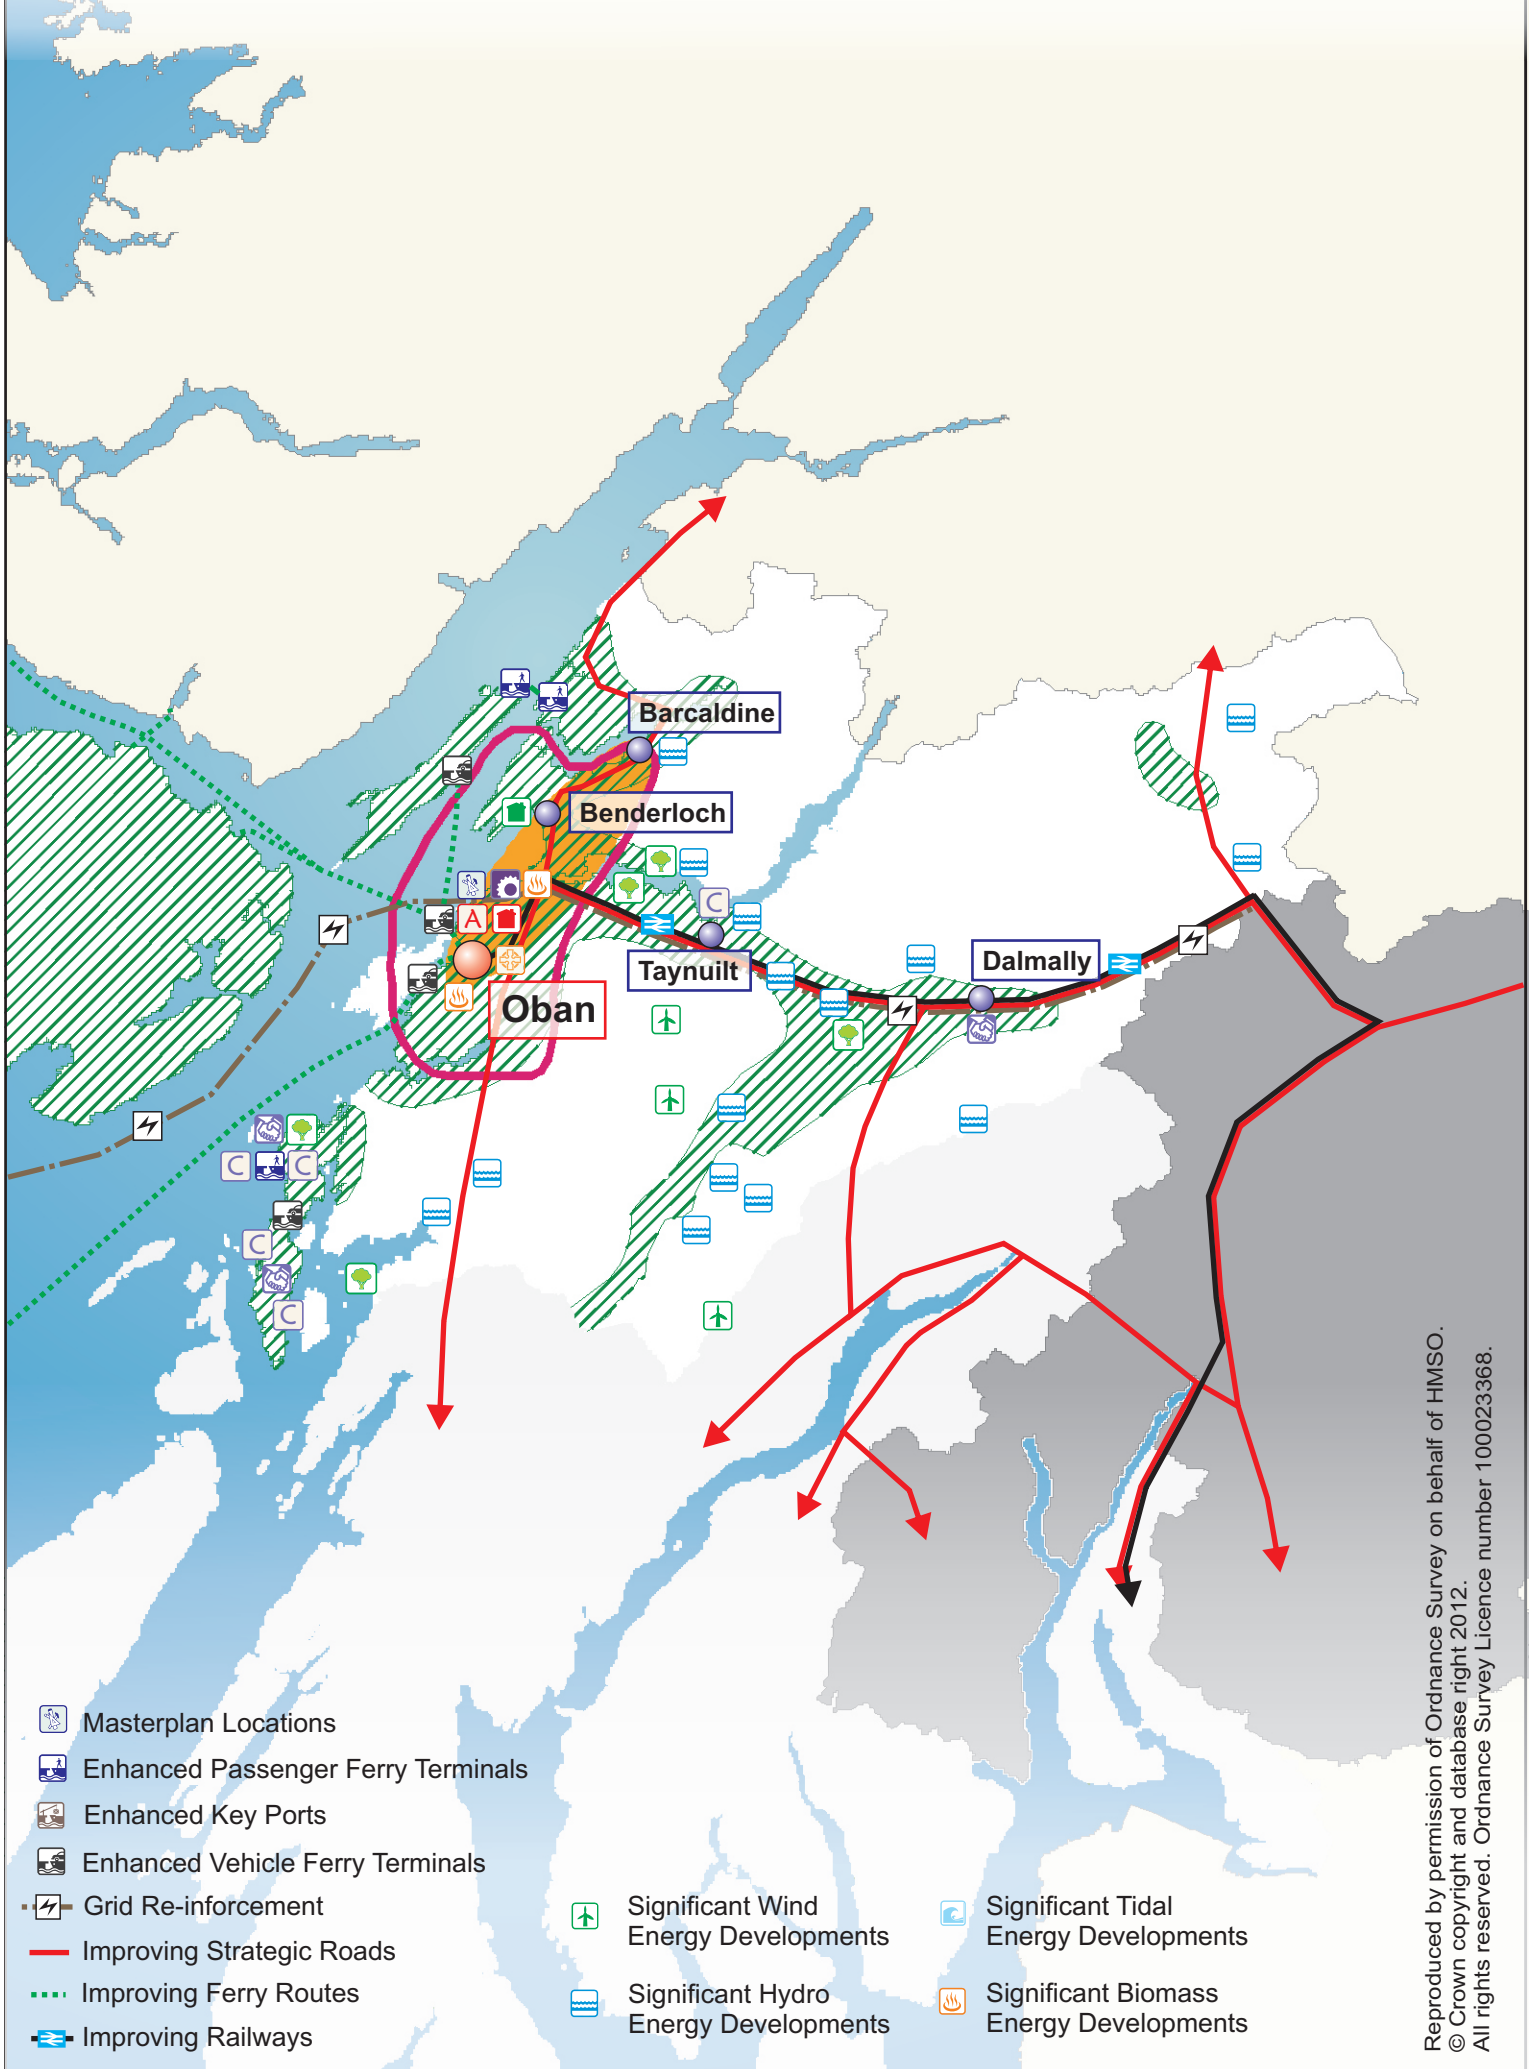 Barcaldine
Benderloch
C
A
Taynuilt
Dalmally
Oban
C
C
C
C
Masterplan Locations
Enhanced Passenger Ferry Terminals
Enhanced Key Ports
Enhanced Vehicle Ferry Terminals
Grid Re-inforcement
Improving Strategic Roads
Improving Ferry Routes
Improving Railways
Significant Wind
Energy Developments
Significant Hydro
Energy Developments
Significant Tidal
Energy Developments
Significant Biomass
Energy Developments
Reproduced by permission of Ordnance Survey on behalf of HMSO.
© Crown copyright and database right 2012.
All rights reserved. Ordnance Survey Licence number 100023368.